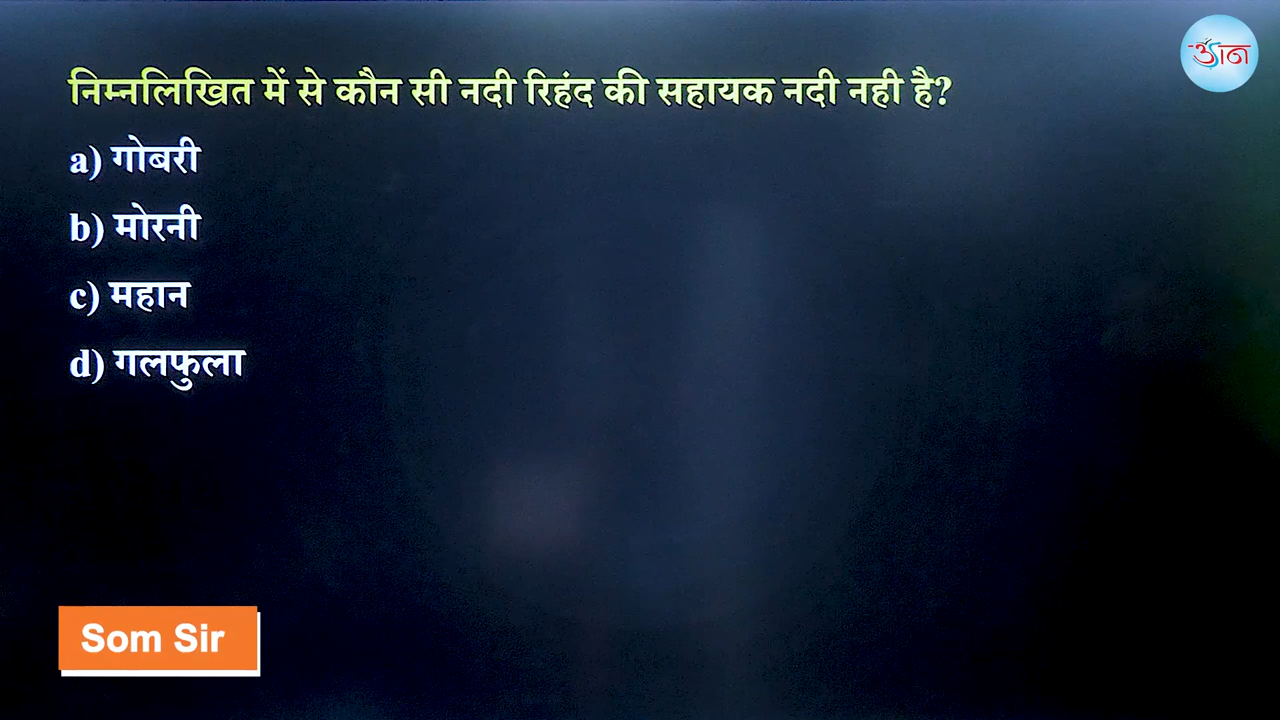 निम्नलिखित में से कौन सी नदी रिहंद की सहायक नदी नही है?
a) गोबरी
b) मोरनी
c) महान
d) गलफुला
Som Sir